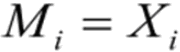 M_i = X_i